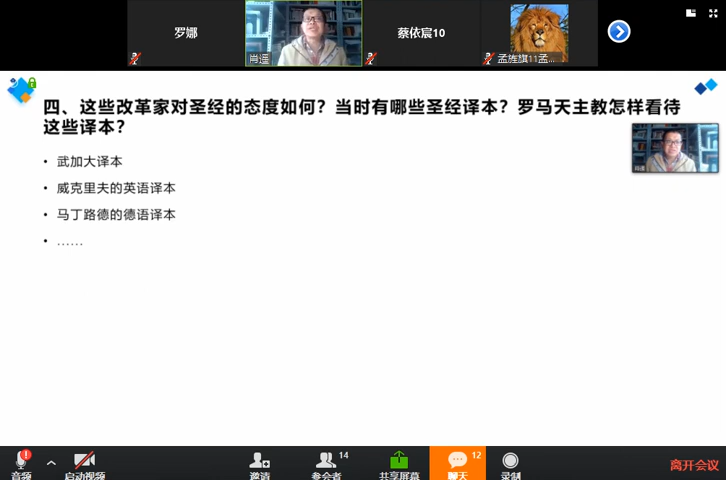 罗娜
肖遥
蔡依宸10
孟旌旗11孟...
四、这些改革家对圣经的态度如何？当时有哪些圣经译本？罗马天主教怎样看待
这些译本？
• 武加大译本
• 威克里夫的英语译本
• 马丁路德的德语译本
• ……
音频
启动视频
邀请
参会者
14
共享屏幕
聊天
12
录制
离开会议